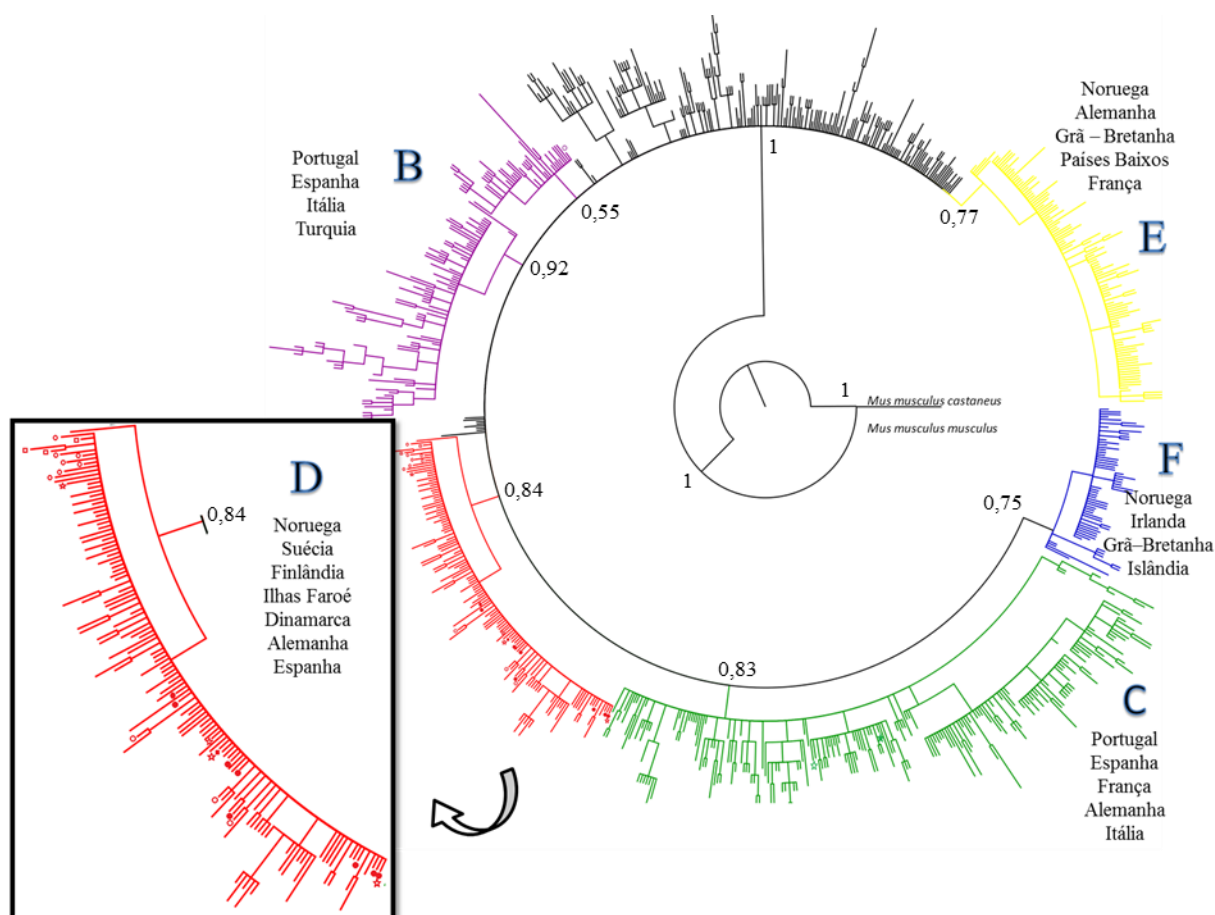 B
Portugal
Espanha
Itália
Turquia
0,55
0,92
1
0,77
Noruega
Alemanha
Grã – Bretanha
Países Baixos
França
E
1
Mus musculus castaneus
Mus musculus musculus
1
0,75
F
Noruega
Irlanda
Grã–Bretanha
Islândia
0,84
0,83
C
Portugal
Espanha
França
Alemanha
Itália
D
0,84
Noruega
Suécia
Finlândia
Ilhas Faroé
Dinamarca
Alemanha
Espanha